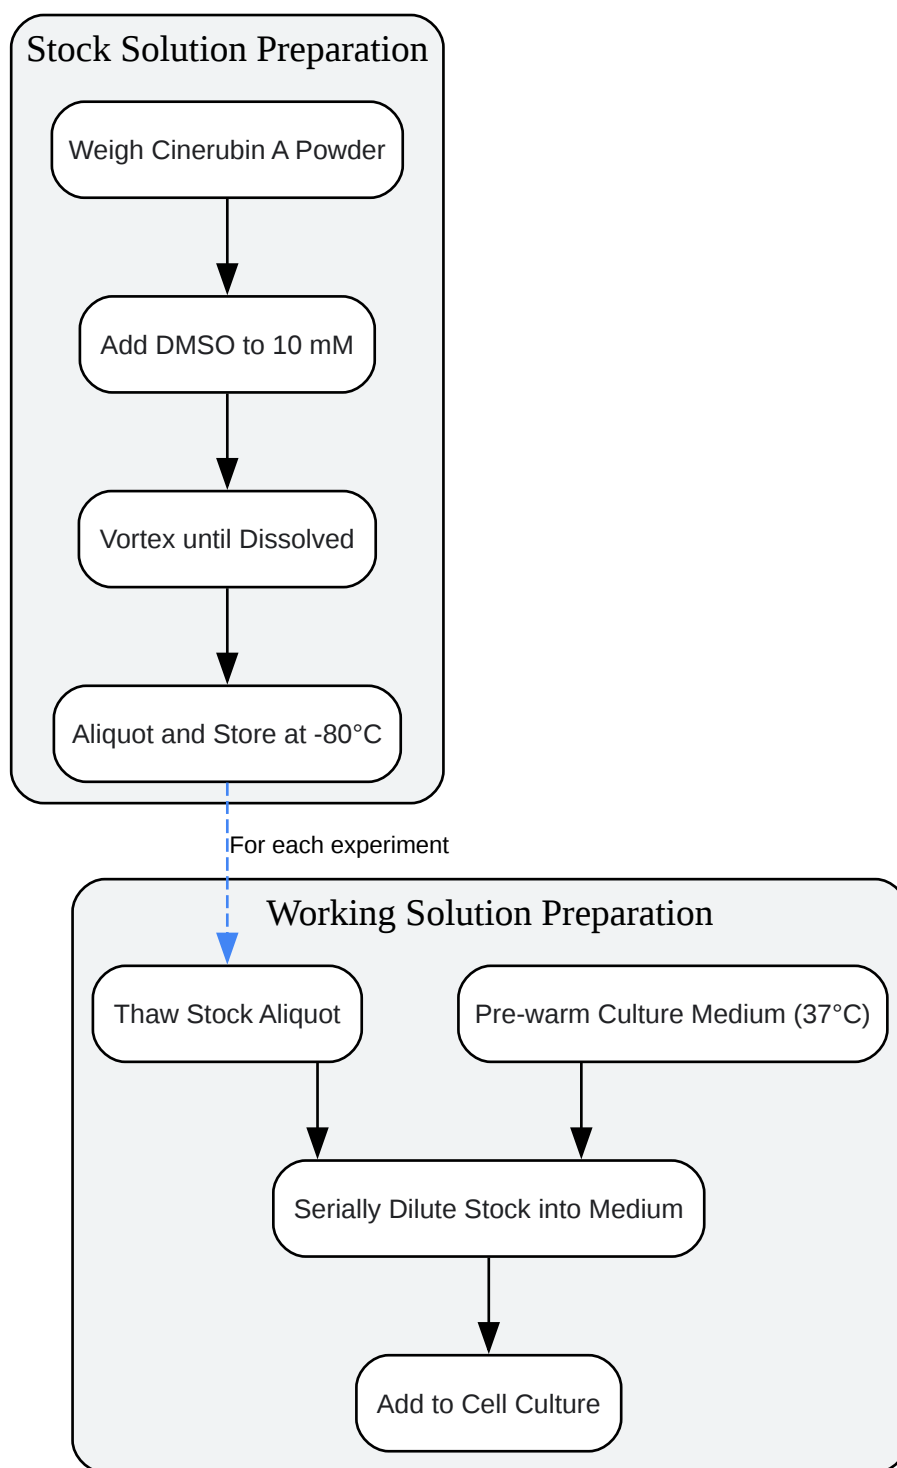 Stock Solution Preparation
Weigh Cinerubin A Powder
Add DMSO to 10 mM
Vortex until Dissolved
Aliquot and Store at -80°C
For each experiment
Working Solution Preparation
Thaw Stock Aliquot
Pre-warm Culture Medium (37°C)
Serially Dilute Stock into Medium
Add to Cell Culture